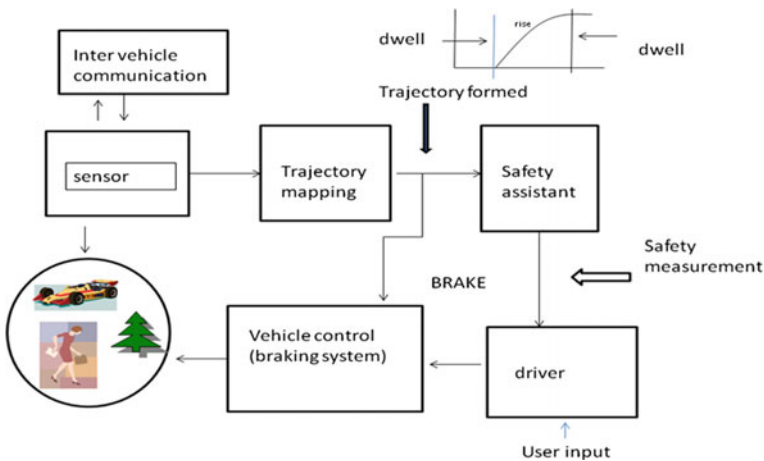 rise
dwell
dwell
Inter vehicle
communication
Trajectory formed
sensor
Trajectory
mapping
Safety
assistant
Safety
measurement
BRAKE
Vehicle control
(braking system)
driver
User input